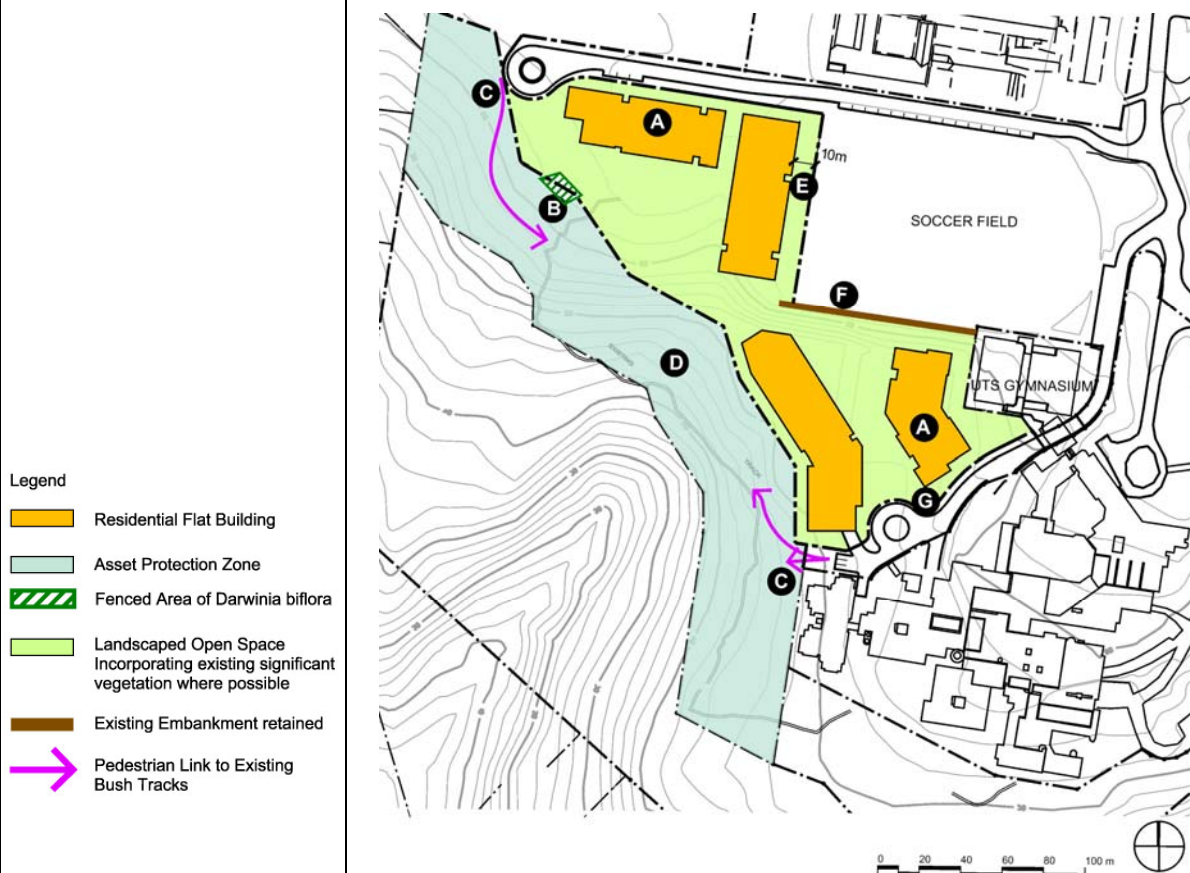 Legend
Residential Flat Building
Asset Protection Zone
Fenced Area of Darwinia biflora
Landscaped Open Space
Incorporating existing significant
vegetation where possible
Existing Embankment retained
Pedestrian Link to Existing
Bush Tracks
C
A
10m
E
B
SOCCER FIELD
F
D
UTS GYMNASIUM
A
TRACK
G
C
0 20 40 60 80 100 m